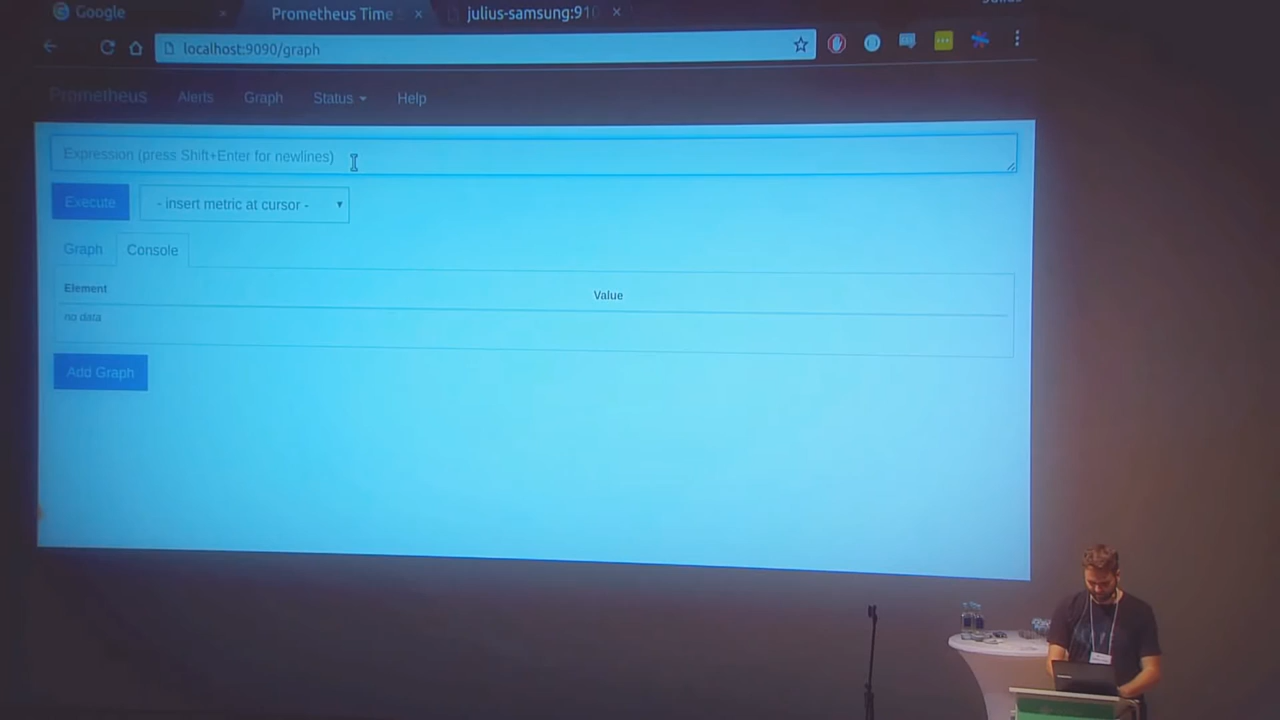 Google
Prometheus Time
julius-samsung:910
localhost:9090/graph
Prometheus Alerts Graph Status Help
Expression (press Shift+Enter for newlines)
Execute - insert metric at cursor -
Graph Console
Element Value
no data
Add Graph